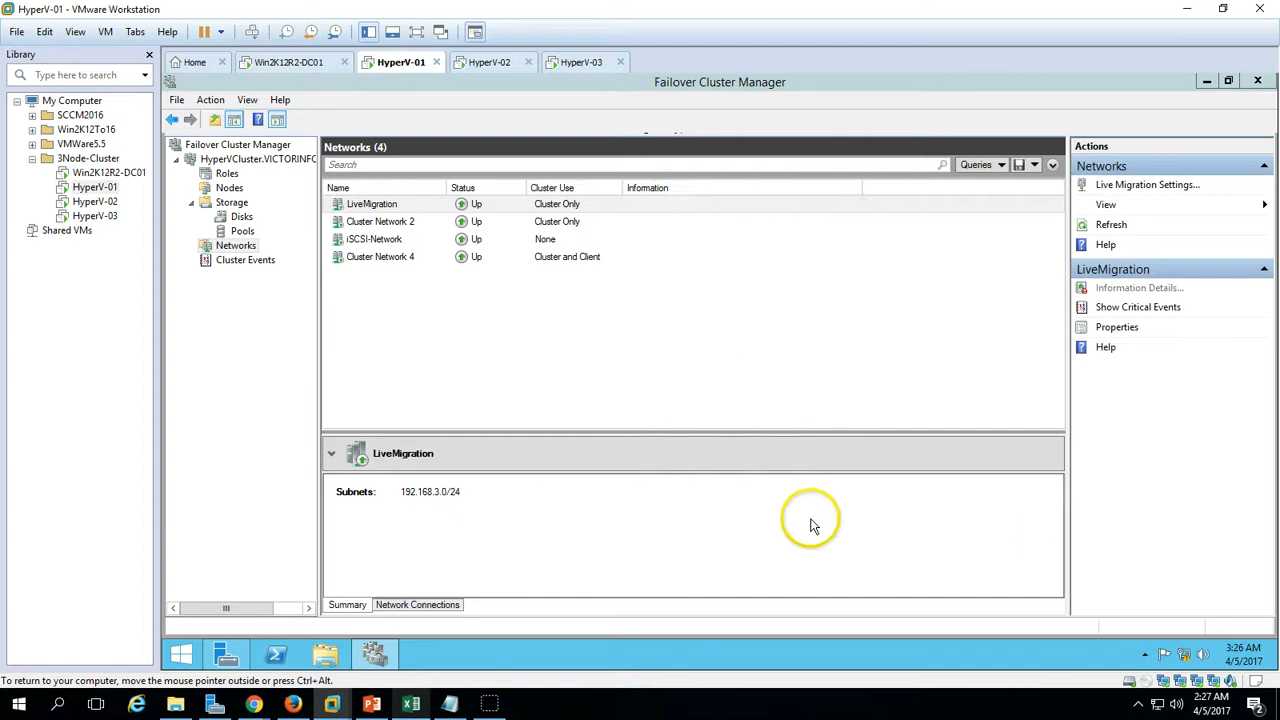 HyperV-01 - VMware Workstation
File Edit View VM Tabs Help
Library
Type here to search
My Computer
SCCM2016
Win2K12To16
VMWare5.5
3Node-Cluster
Win2K12R2-DC01
HyperV-01
HyperV-02
HyperV-03
Shared VMs
Home Win2K12R2-DC01 HyperV-01 HyperV-02 HyperV-03
Failover Cluster Manager
File Action View Help
Failover Cluster Manager
HyperVCluster.VICTORINFO
Roles
Nodes
Storage
Disks
Pools
Networks
Cluster Events
Networks (4)
Search Queries
Name Status Cluster Use Information
LiveMigration Up Cluster Only
Cluster Network 2 Up Cluster Only
iSCSI-Network Up None
Cluster Network 4 Up Cluster and Client
LiveMigration
Subnets: 192.168.3.0/24
Summary Network Connections
Actions
Networks
Live Migration Settings...
View
Refresh
Help
LiveMigration
Information Details...
Show Critical Events
Properties
Help
3:26 AM
4/5/2017
To return to your computer, move the mouse pointer outside or press Ctrl+Alt.
2:27 AM
4/5/2017
2